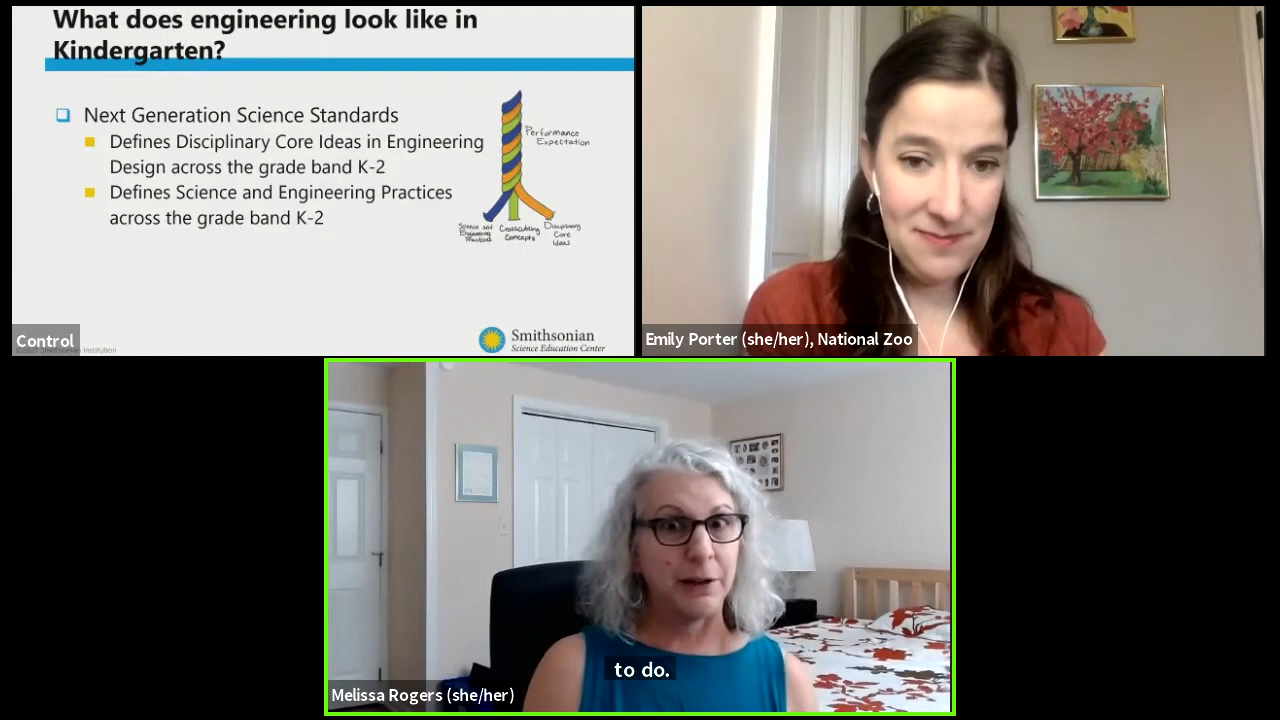 What does engineering look like in
Kindergarten?
Next Generation Science Standards
Defines Disciplinary Core Ideas in Engineering
Design across the grade band K-2
Defines Science and Engineering Practices
across the grade band K-2
Performance
Expectation
Science and
Engineering
Practices
Crosscutting
Concepts
Disciplinary
Core
Ideas
Smithsonian
Science Education Center
Control
©2021 Smithsonian Institution
Emily Porter (she/her), National Zoo
to do.
Melissa Rogers (she/her)